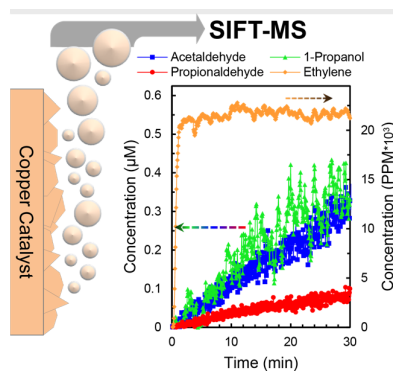 SIFT-MS
Acetaldehyde
1-Propanol
Propionaldehyde
Ethylene
Copper Catalyst
Concentration (µM)
0.6
0.5
0.4
0.3
0.2
0.1
0
Concentration (PPM*10³)
20
15
10
5
0
0
10
20
30
Time (min)